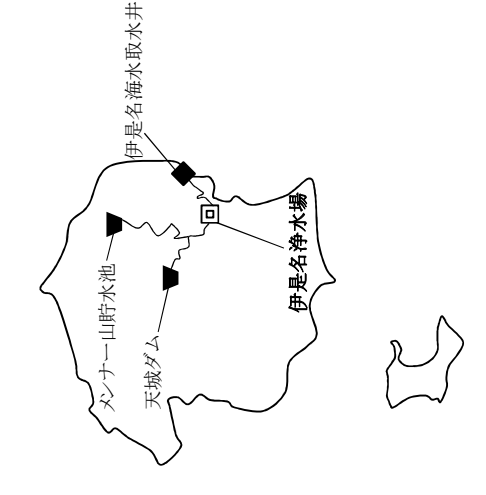 伊是名海水取水井
メンナー山貯水池
天城ダム
伊是名浄水場